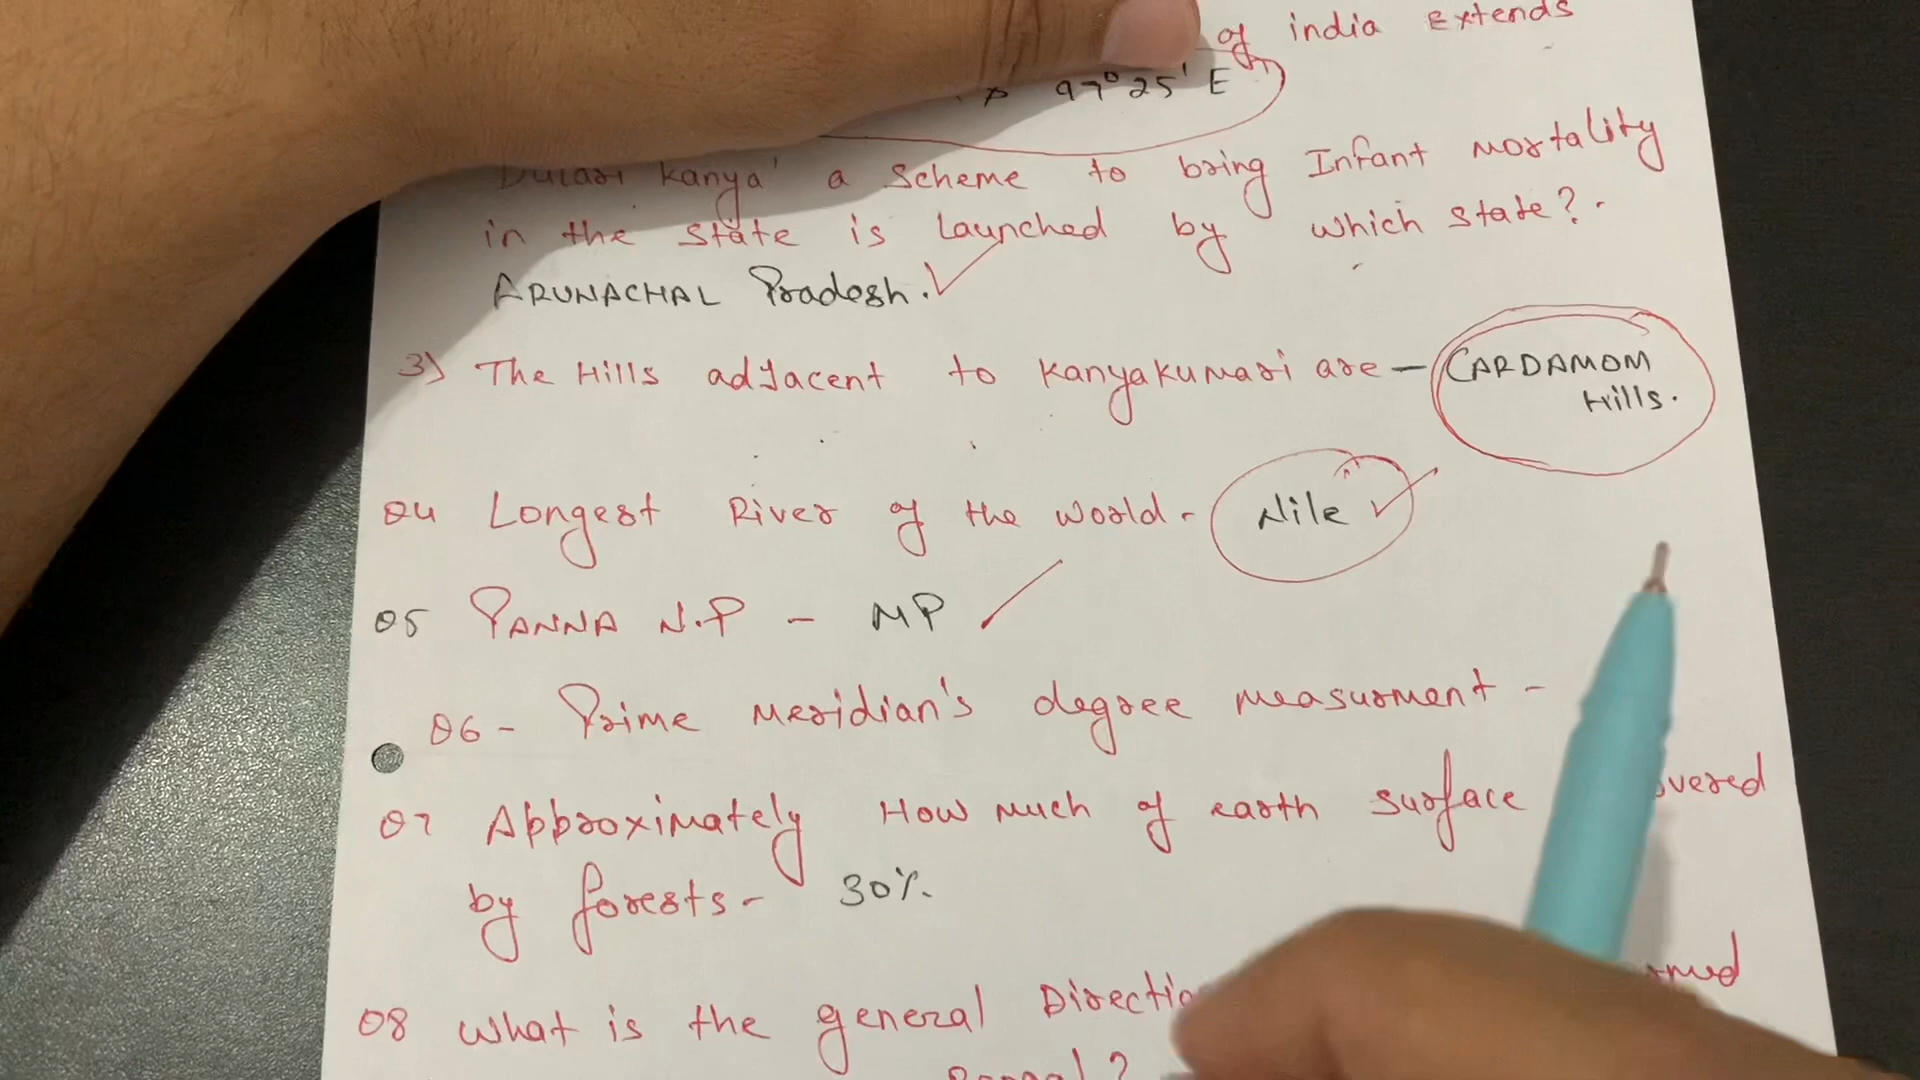 of india Extends
97°25' E
Dulari kanya' a scheme to bring Infant mortality
in the state is launched by which state?.
ARUNACHAL Pradesh.
3) The Hills adjacent to kanyakumari are - CARDAMOM
Hills.
04 Longest River of the world - Nile
05 PANNA N.P - MP
06 - Prime meridian's degree measurment -
07 Approximately How much of earth surface
by forests - 30%.
08 what is the general